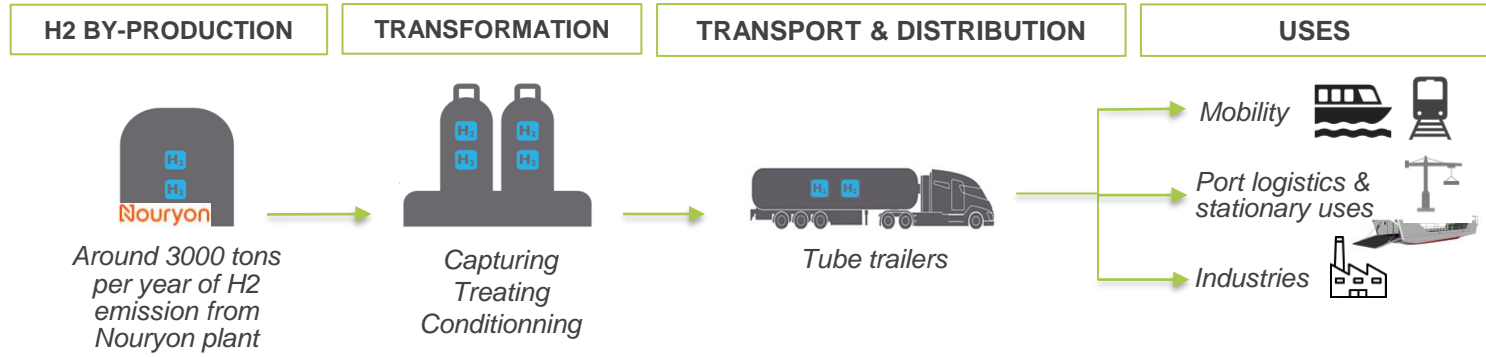 H2 BY-PRODUCTION
TRANSFORMATION
TRANSPORT & DISTRIBUTION
USES
H₂
H₂
Nouryon
Around 3000 tons
per year of H2
emission from
Nouryon plant
H₂ H₂
H₂ H₂
Capturing
Treating
Conditionning
H₂ H₂
Tube trailers
Mobility
Port logistics &
stationary uses
Industries